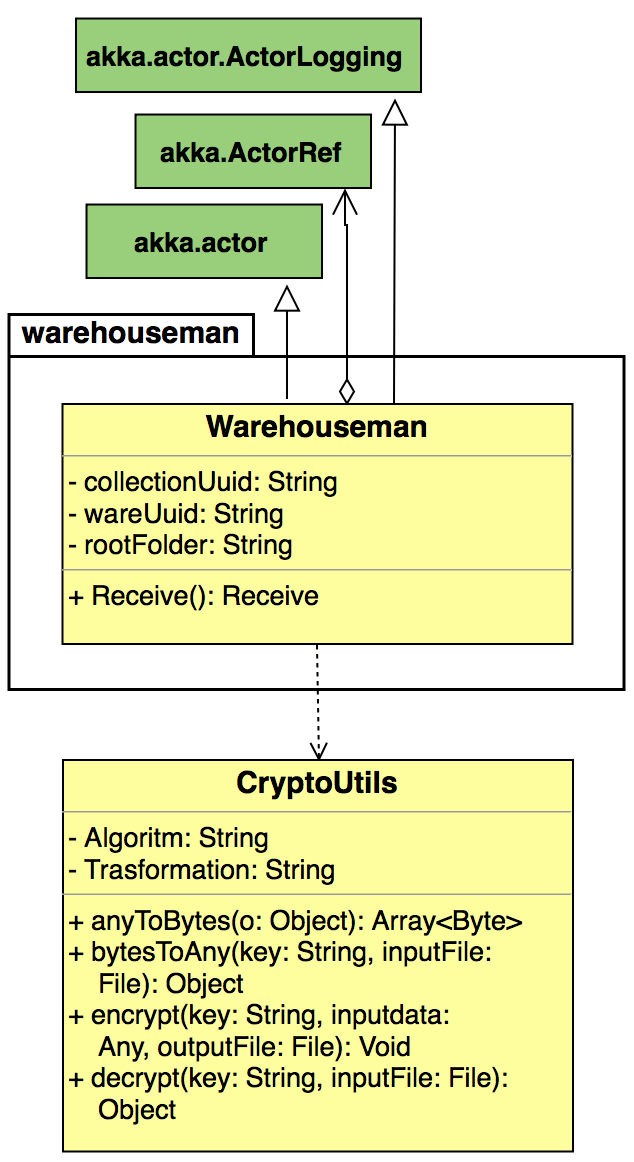 akka.actor.ActorLogging
akka.ActorRef
akka.actor
warehouseman
Warehouseman
- collectionUuid: String
- wareUuid: String
- rootFolder: String
+ Receive(): Receive
CryptoUtils
- Algoritm: String
- Trasformation: String
+ anyToBytes(o: Object): Array<Byte>
+ bytesToAny(key: String, inputFile:
File): Object
+ encrypt(key: String, inputdata:
Any, outputFile: File): Void
+ decrypt(key: String, inputFile: File):
Object